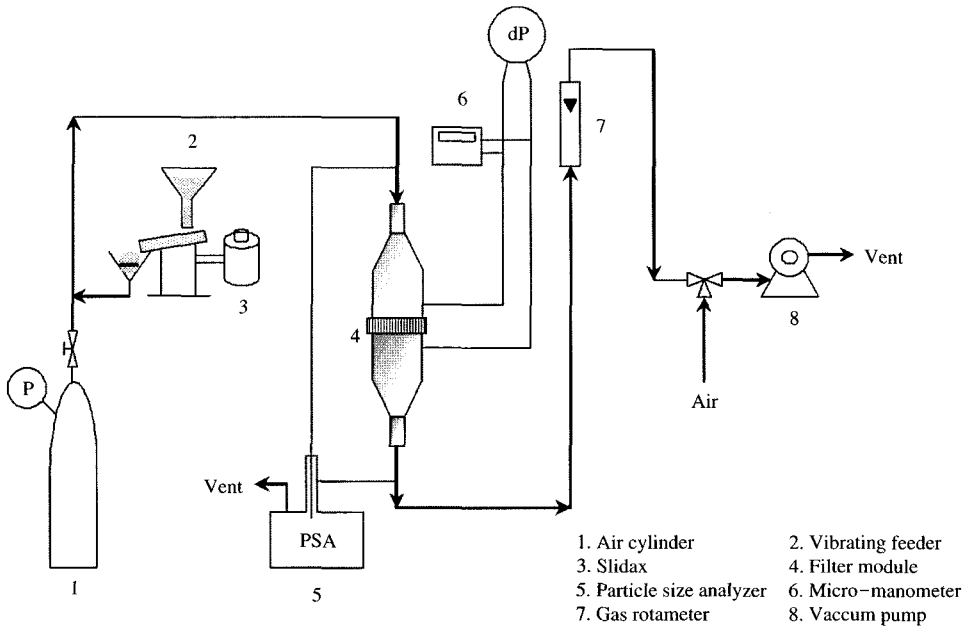 dP
6
2
7
3
Vent
8
4
P
Air
Vent
PSA
1
5
1. Air cylinder 2. Vibrating feeder
3. Slidax 4. Filter module
5. Particle size analyzer 6. Micro-manometer
7. Gas rotameter 8. Vaccum pump